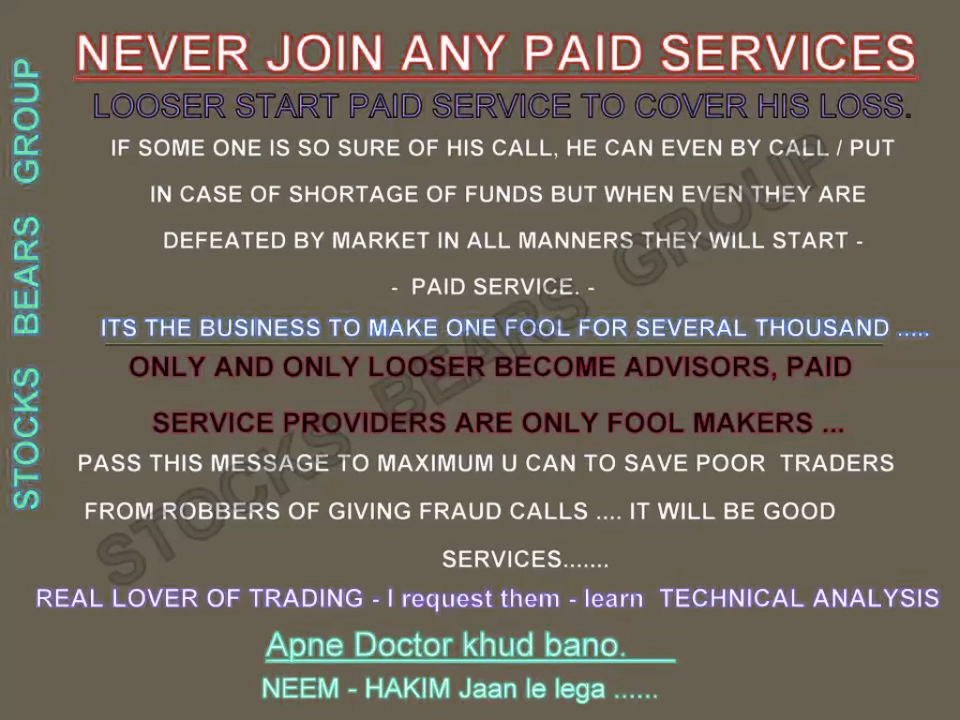 NEVER JOIN ANY PAID SERVICES
LOOSER START PAID SERVICE TO COVER HIS LOSS.
IF SOME ONE IS SO SURE OF HIS CALL, HE CAN EVEN BY CALL / PUT
IN CASE OF SHORTAGE OF FUNDS BUT WHEN EVEN THEY ARE
DEFEATED BY MARKET IN ALL MANNERS THEY WILL START -
- PAID SERVICE. -
ITS THE BUSINESS TO MAKE ONE FOOL FOR SEVERAL THOUSAND .....
ONLY AND ONLY LOOSER BECOME ADVISORS, PAID
SERVICE PROVIDERS ARE ONLY FOOL MAKERS ...
PASS THIS MESSAGE TO MAXIMUM U CAN TO SAVE POOR TRADERS
FROM ROBBERS OF GIVING FRAUD CALLS .... IT WILL BE GOOD
SERVICES.......
REAL LOVER OF TRADING - I request them - learn TECHNICAL ANALYSIS
Apne Doctor khud bano.
NEEM - HAKIM Jaan le lega ......
STOCKS BEARS GROUP
STOCKS BEARS GROUP